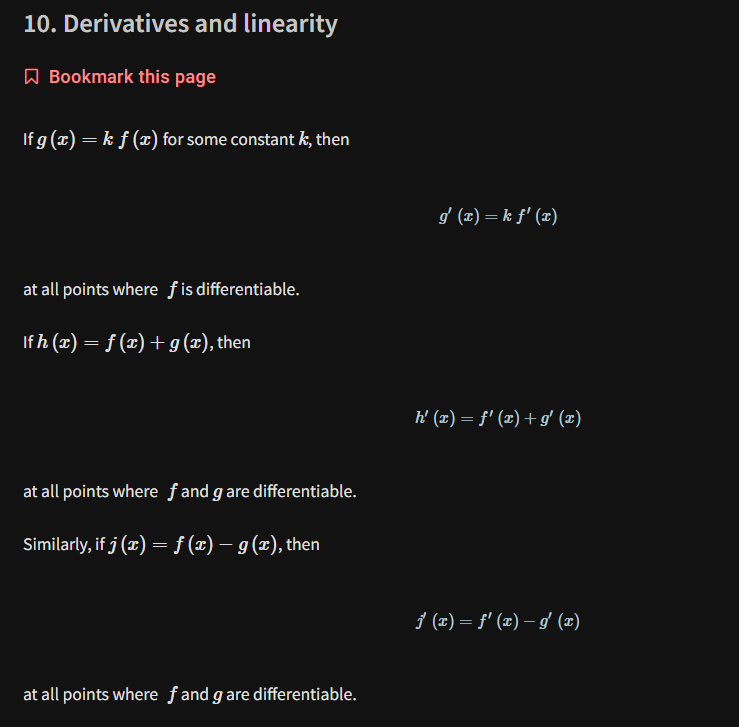 10. Derivatives and linearity
Bookmark this page
If g (x) = k f (x) for some constant k, then
g′ (x) = k f′ (x)
at all points where f is differentiable.
If h (x) = f (x) + g (x), then
h′ (x) = f′ (x) + g′ (x)
at all points where f and g are differentiable.
Similarly, if j (x) = f (x) − g (x), then
j′ (x) = f′ (x) − g′ (x)
at all points where f and g are differentiable.